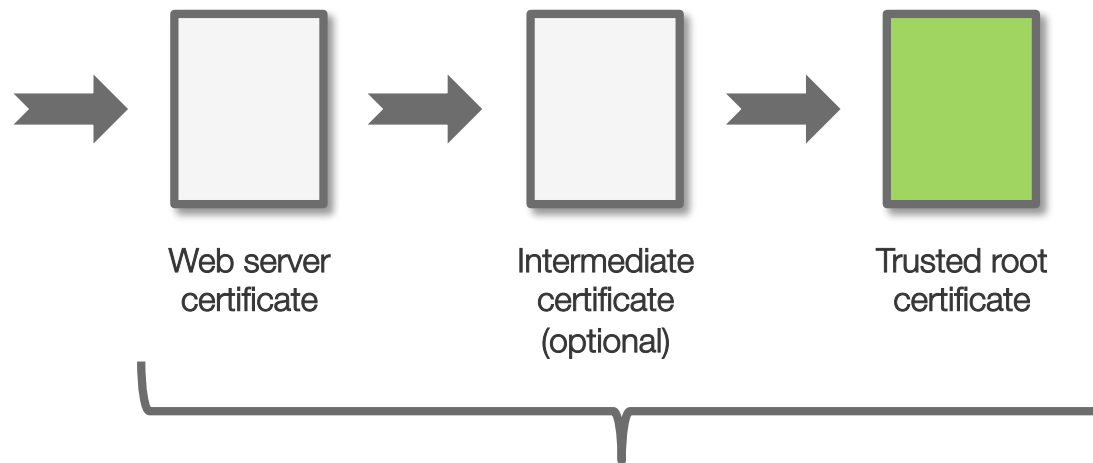 Web server
certificate
Intermediate
certificate
(optional)
Trusted root
certificate